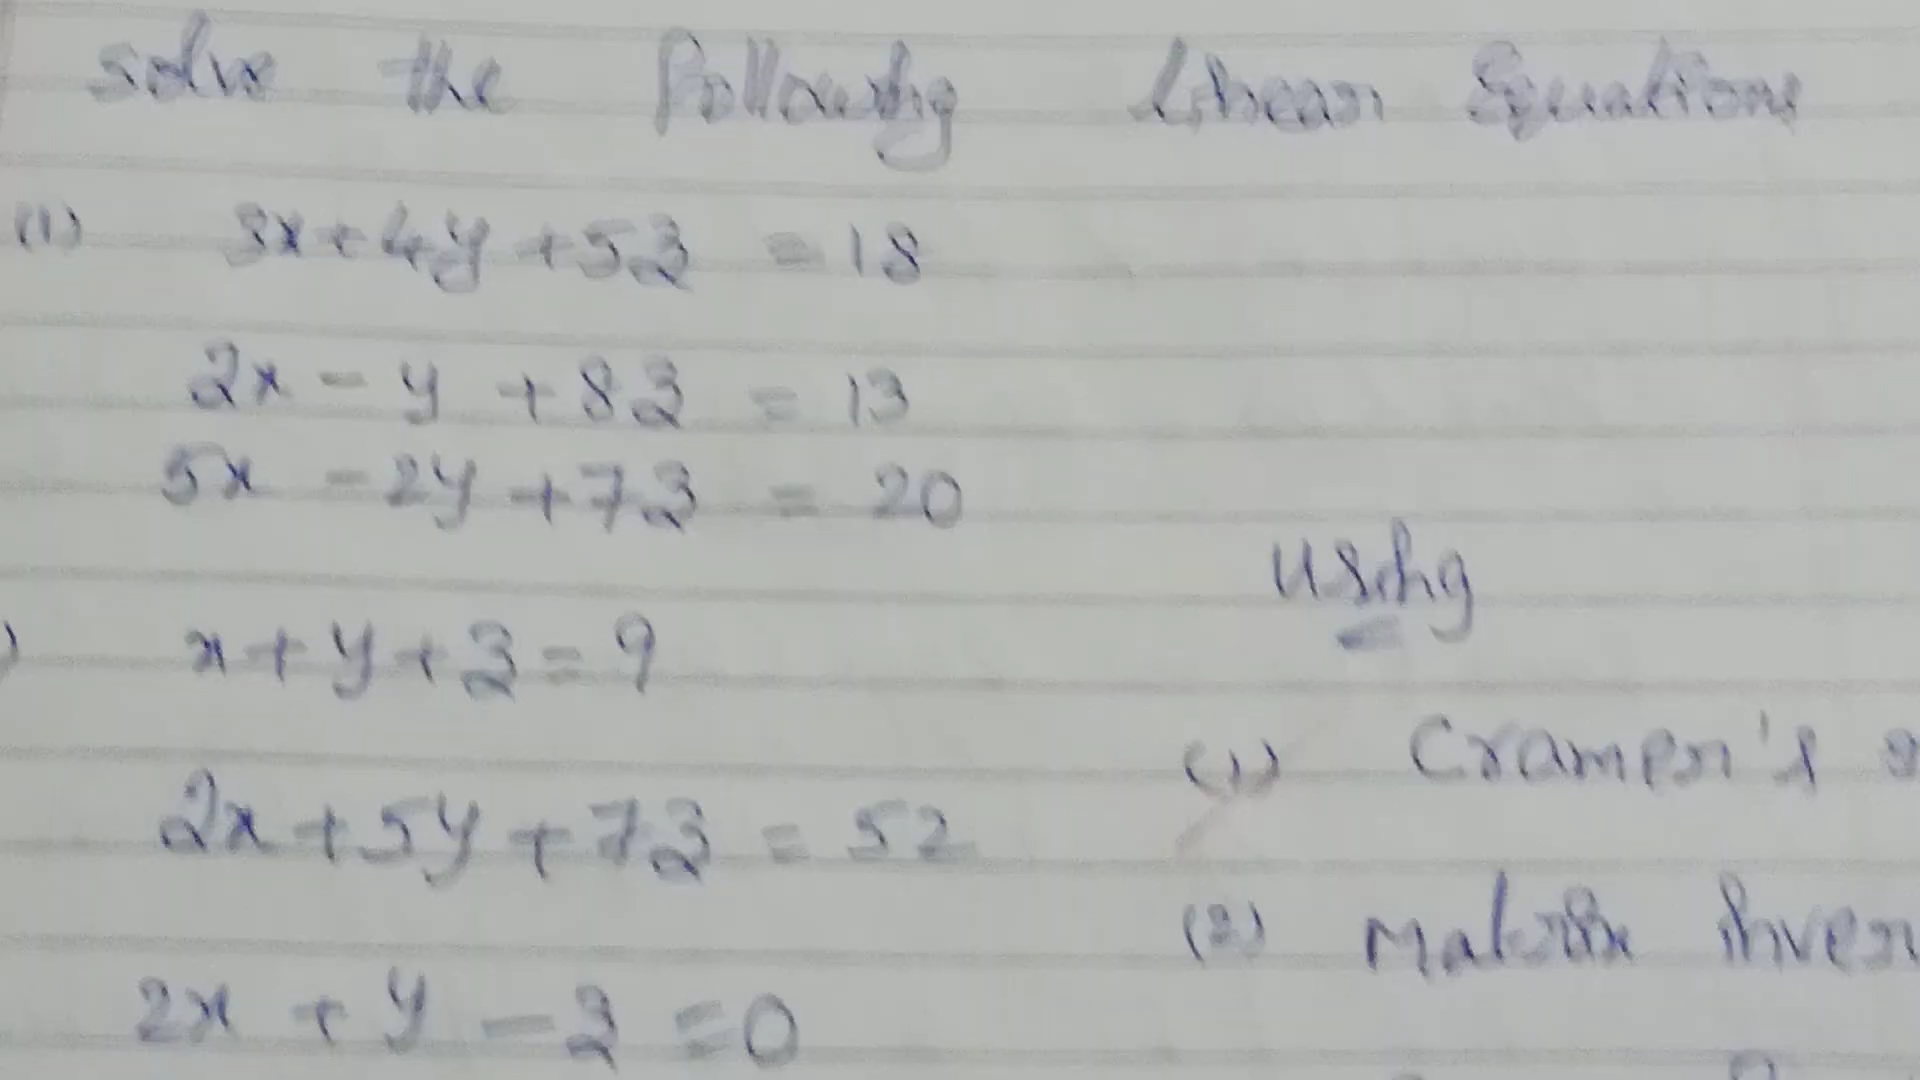 Solve the following Linear Equations
(1) 3x + 4y + 5z = 18
2x - y + 8z = 13
5x - 2y + 7z = 20
Using
) x + y + z = 9
(1) Cramer's
2x + 5y + 7z = 52
(2) Matrix inver
2x + y - z = 0